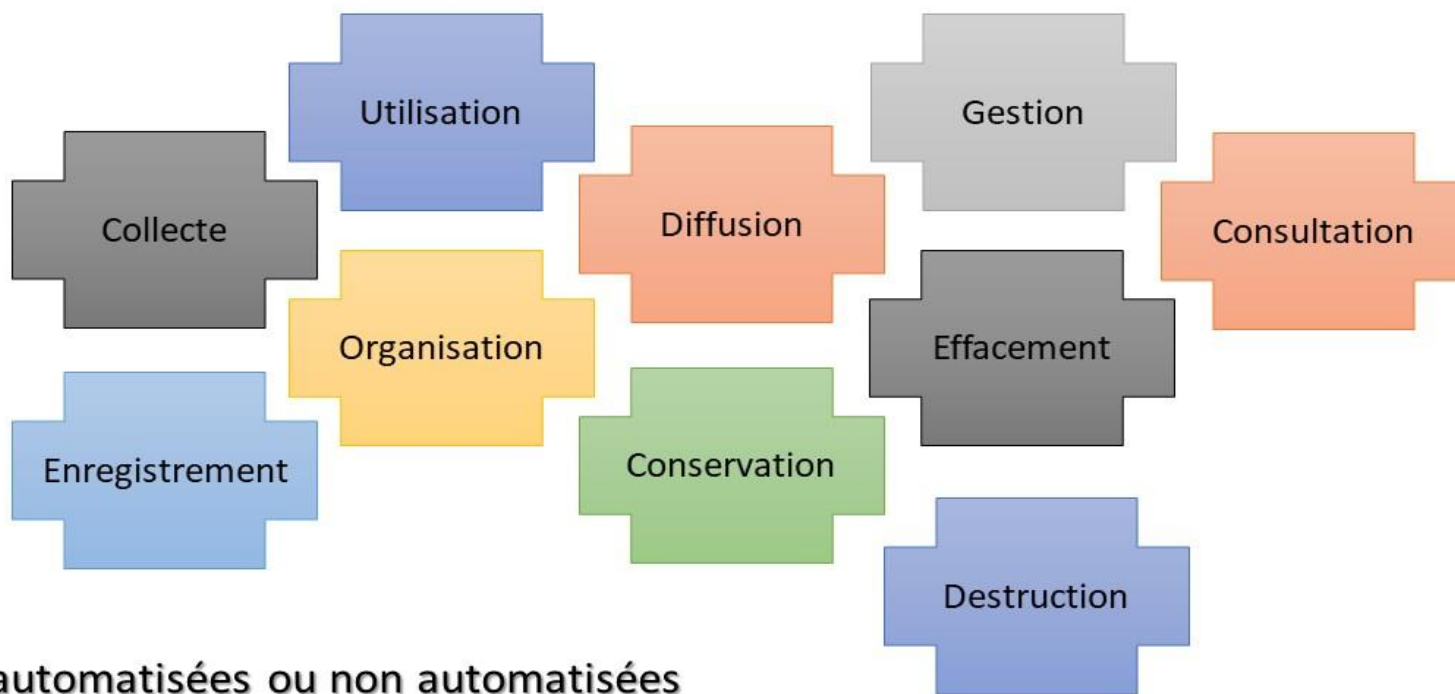 Utilisation
Gestion
Collecte
Diffusion
Consultation
Organisation
Effacement
Enregistrement
Conservation
Destruction
automatisées ou non automatisées